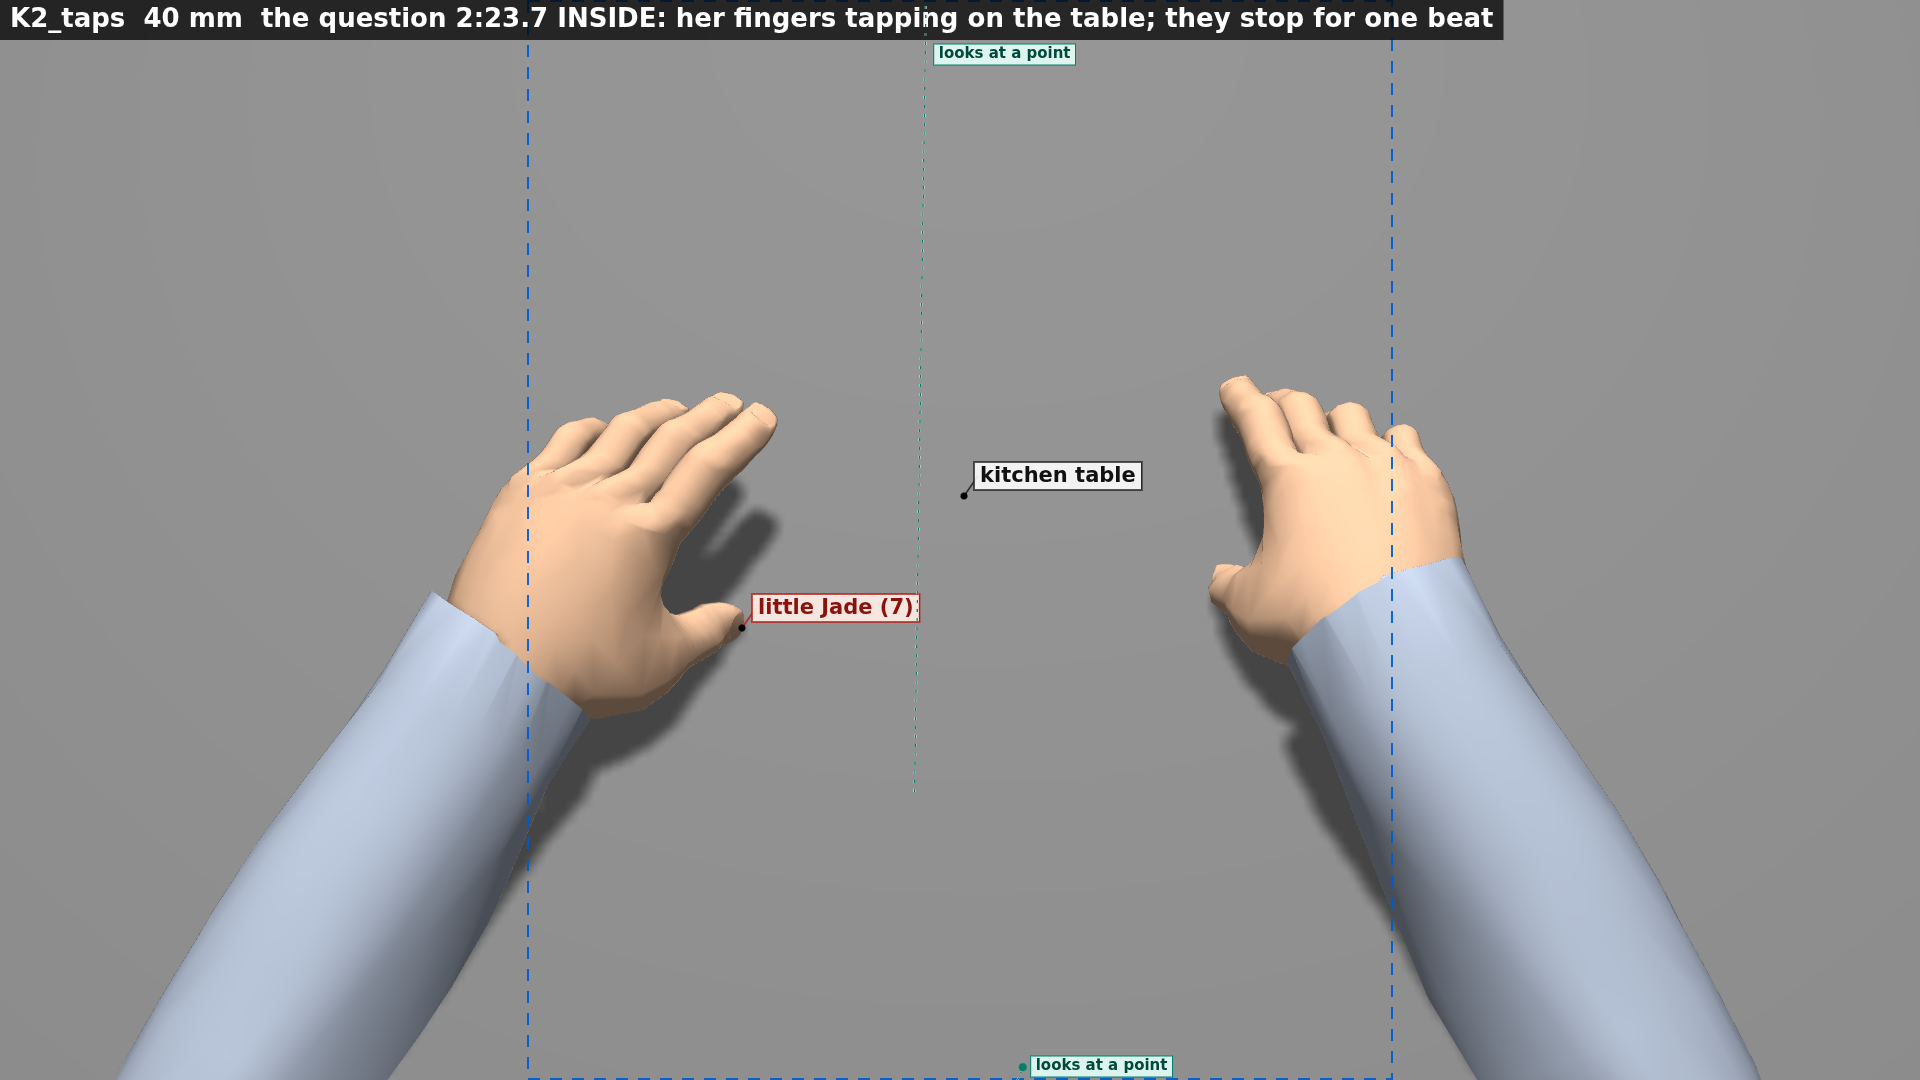 K2_taps 40 mm the question 2:23.7 INSIDE: her fingers tapping on the table; they stop for one beat
looks at a point
kitchen table
little Jade (7)
looks at a point